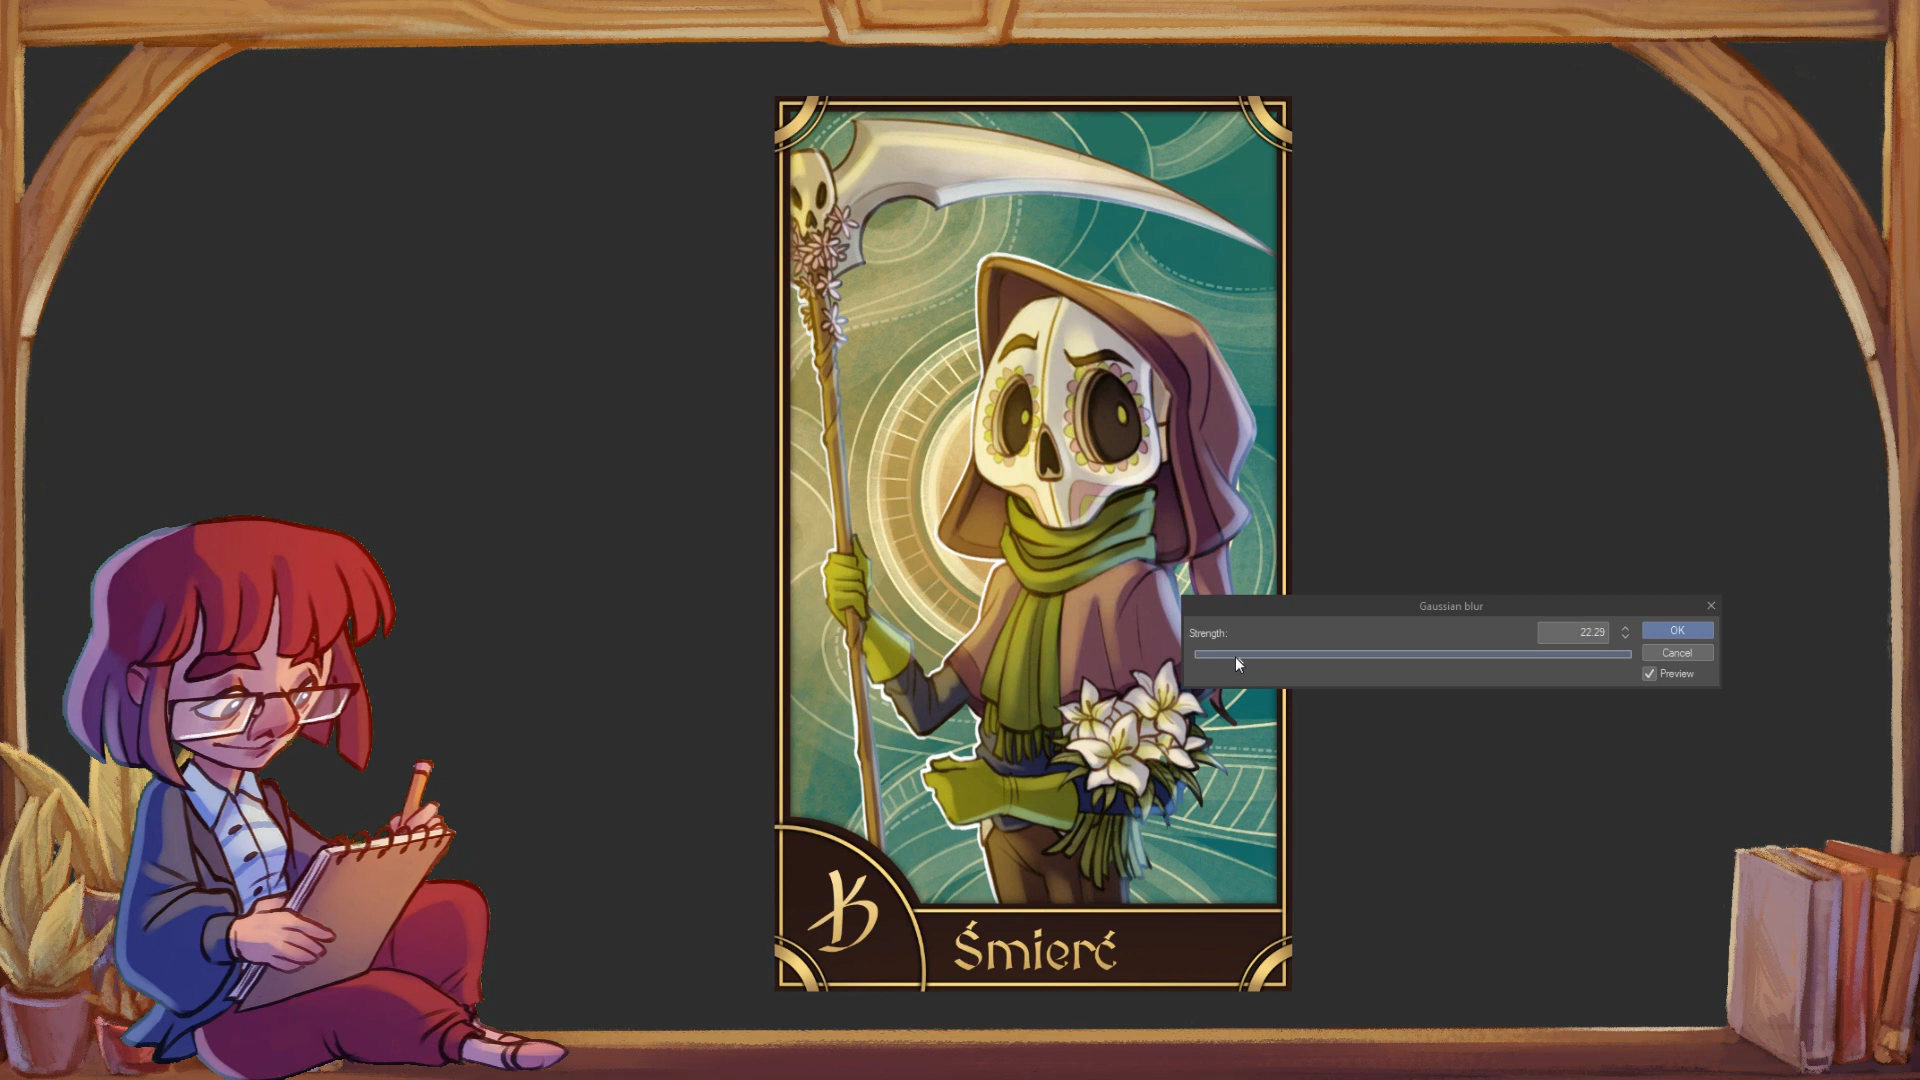 Gaussian blur
Strength:
22.29
OK
Cancel
Preview
K
Śmierć